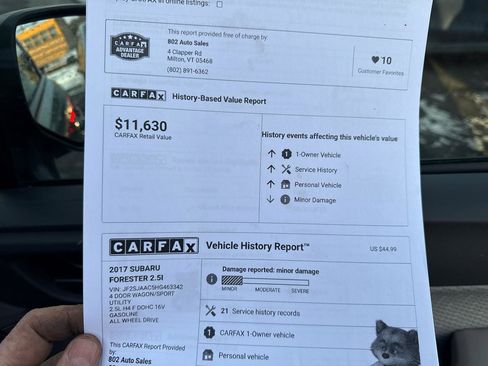 in online listings:
This report provided free of charge by:
802 Auto Sales
4 Clapper Rd
Milton, VT 05468
(802) 891-6362
CARFAX
ADVANTAGE
DEALER
10
Customer Favorites
CARFAX History-Based Value Report
$11,630
CARFAX Retail Value
History events affecting this vehicle's value
1-Owner Vehicle
Service History
Personal Vehicle
Minor Damage
CARFAX Vehicle History Report™
US $44.99
2017 SUBARU
FORESTER 2.5I
VIN: JF2SJAAC5HG463342
4 DOOR WAGON/SPORT
UTILITY
2.5L H4 F DOHC 16V
GASOLINE
ALL WHEEL DRIVE
Damage reported: minor damage
MINOR MODERATE SEVERE
21 Service history records
CARFAX 1-Owner vehicle
Personal vehicle
This CARFAX Report Provided
by:
802 Auto Sales